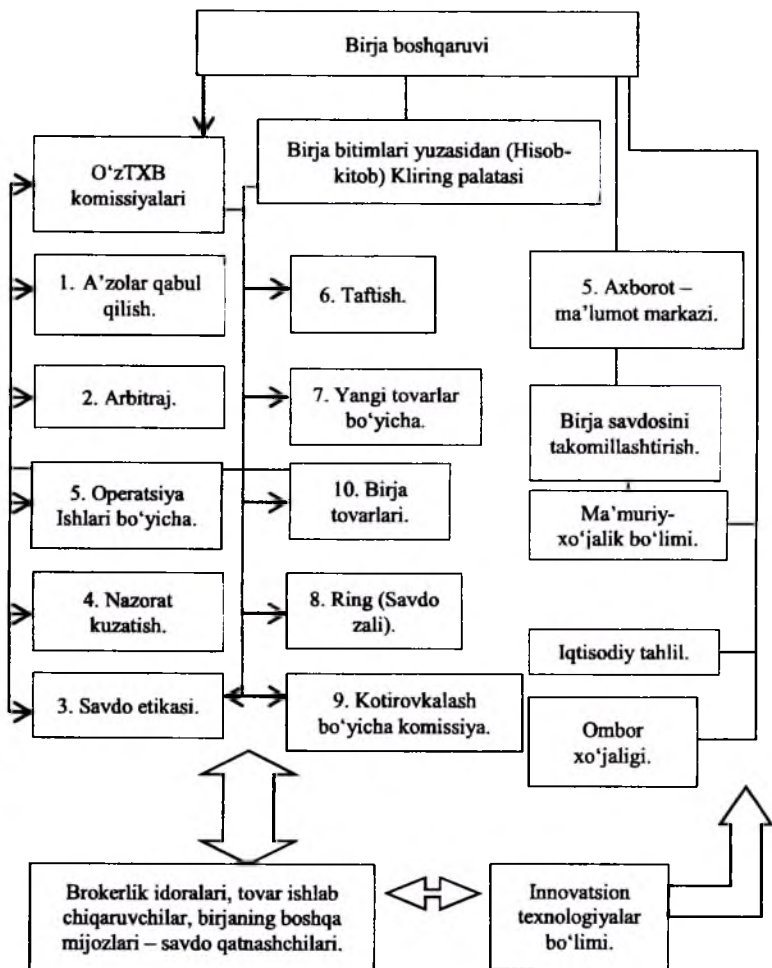 Birja boshqaruvi
O‘zTXB
komissiyalari
Birja bitimlari yuzasidan (Hisob-
kitob) Kliring palatasi
1. A’zolar qabul
qilish.
6. Taftish.
5. Axborot –
ma’lumot markazi.
2. Arbitraj.
7. Yangi tovarlar
bo‘yicha.
Birja savdosini
takomillashtirish.
5. Operatsiya
Ishlari bo‘yicha.
10. Birja
tovarlari.
Ma’muriy-
xo‘jalik bo‘limi.
4. Nazorat
kuzatish.
8. Ring (Savdo
zali).
Iqtisodiy tahlil.
3. Savdo etikasi.
9. Kotirovkalash
bo‘yicha komissiya.
Ombor
xo‘jaligi.
Brokerlik idoralari, tovar ishlab
chiqaruvchilar, birjaning boshqa
mijozlari – savdo qatnashchilari.
Innovatsion
texnologiyalar
bo‘limi.